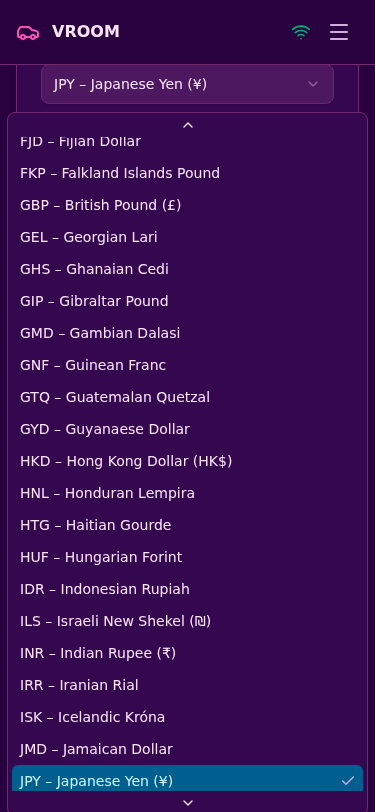 VROOM
JPY – Japanese Yen (¥)
FJD – Fijian Dollar
FKP – Falkland Islands Pound
GBP – British Pound (£)
GEL – Georgian Lari
GHS – Ghanaian Cedi
GIP – Gibraltar Pound
GMD – Gambian Dalasi
GNF – Guinean Franc
GTQ – Guatemalan Quetzal
GYD – Guyanaese Dollar
HKD – Hong Kong Dollar (HK$)
HNL – Honduran Lempira
HTG – Haitian Gourde
HUF – Hungarian Forint
IDR – Indonesian Rupiah
ILS – Israeli New Shekel (₪)
INR – Indian Rupee (₹)
IRR – Iranian Rial
ISK – Icelandic Króna
JMD – Jamaican Dollar
JPY – Japanese Yen (¥)